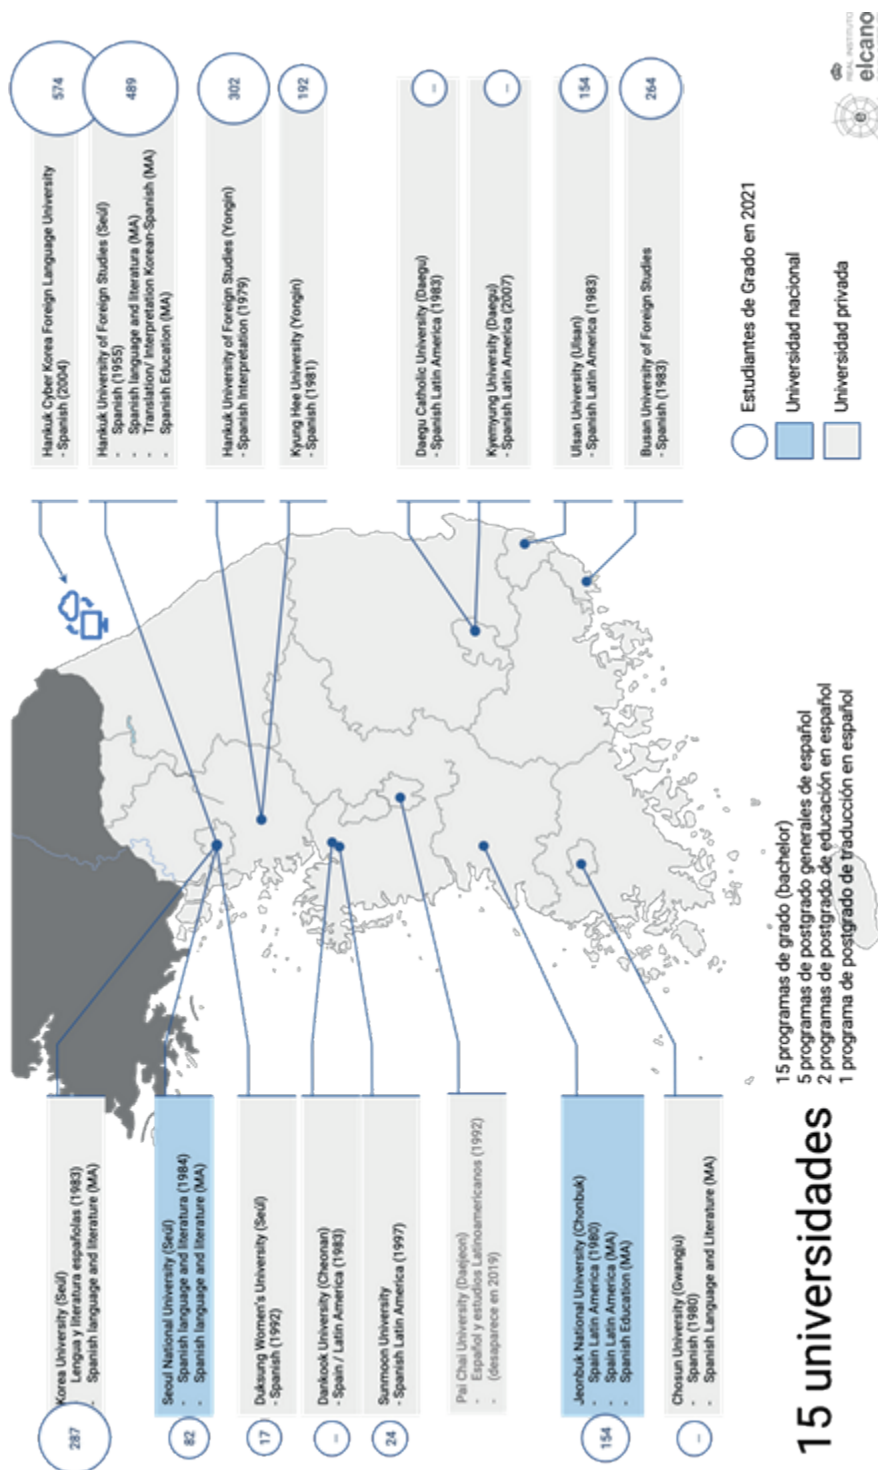 15 universidades
15 programas de grado (bachelor)
5 programas de postgrado generales de español
2 programas de postgrado de educación en español
1 programa de postgrado de traducción en español
287
Korea University (Seúl)
- Lengua y literatura españolas (1983)
- Spanish language and literature (MA)
82
Seoul National University (Seúl)
- Spanish language and literatura (1984)
- Spanish language and literature (MA)
17
Duksung Women's University (Seúl)
- Spanish (1992)
–
Dankook University (Cheonan)
- Spain / Latin America (1983)
24
Sunmoon University
- Spanish Latin America (1997)
Pai Chai University (Daejeon)
- Español y estudios Latinoamericanos (1992)
- (desaparece en 2019)
154
Jeonbuk National University (Chonbuk)
- Spain Latin America (1980)
- Spain Latin America (MA)
- Spanish Education (MA)
–
Chosun University (Gwangju)
- Spanish (1980)
- Spanish Language and Literature (MA)
Hankuk Cyber Korea Foreign Language University
- Spanish (2004)
574
Hankuk University of Foreign Studies (Seúl)
- Spanish (1955)
- Spanish language and literatura (MA)
- Translation/ Interpretation Korean-Spanish (MA)
- Spanish Education (MA)
489
Hankuk University of Foreign Studies (Yongin)
- Spanish Interpretation (1979)
302
Kyung Hee University (Yongin)
- Spanish (1981)
192
Daegu Catholic University (Daegu)
- Spanish Latin America (1983)
–
Kyemyung University (Daegu)
- Spanish Latin America (2007)
–
Ulsan University (Ulsan)
- Spanish Latin America (1983)
154
Busan University of Foreign Studies
- Spanish (1983)
264
Estudiantes de Grado en 2021
Universidad nacional
Universidad privada
e
REAL INSTITUTO
elcano